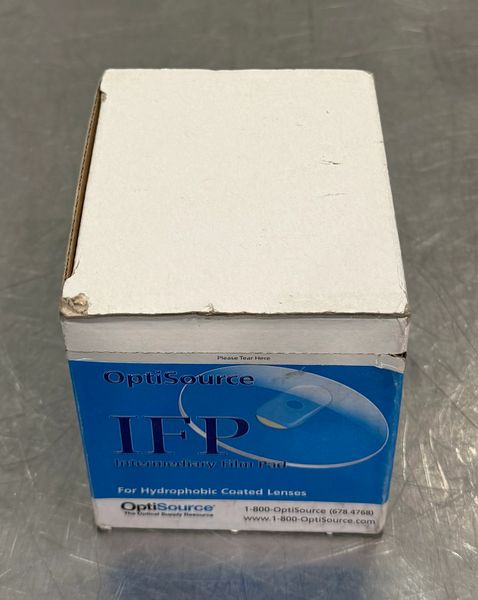 Please Tear Here
OptiSource
IFP
Intermediary Film Pad
For Hydrophobic Coated Lenses
OptiSource
The Optical Supply Resource
1-800-OptiSource (678.4768)
www.1-800-OptiSource.com